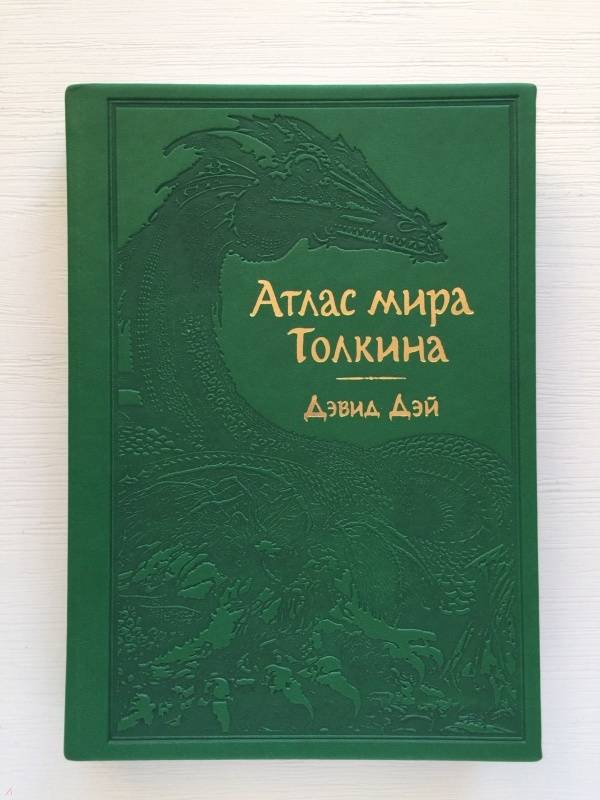 Атлас мира
Толкина
Дэвид Дэй